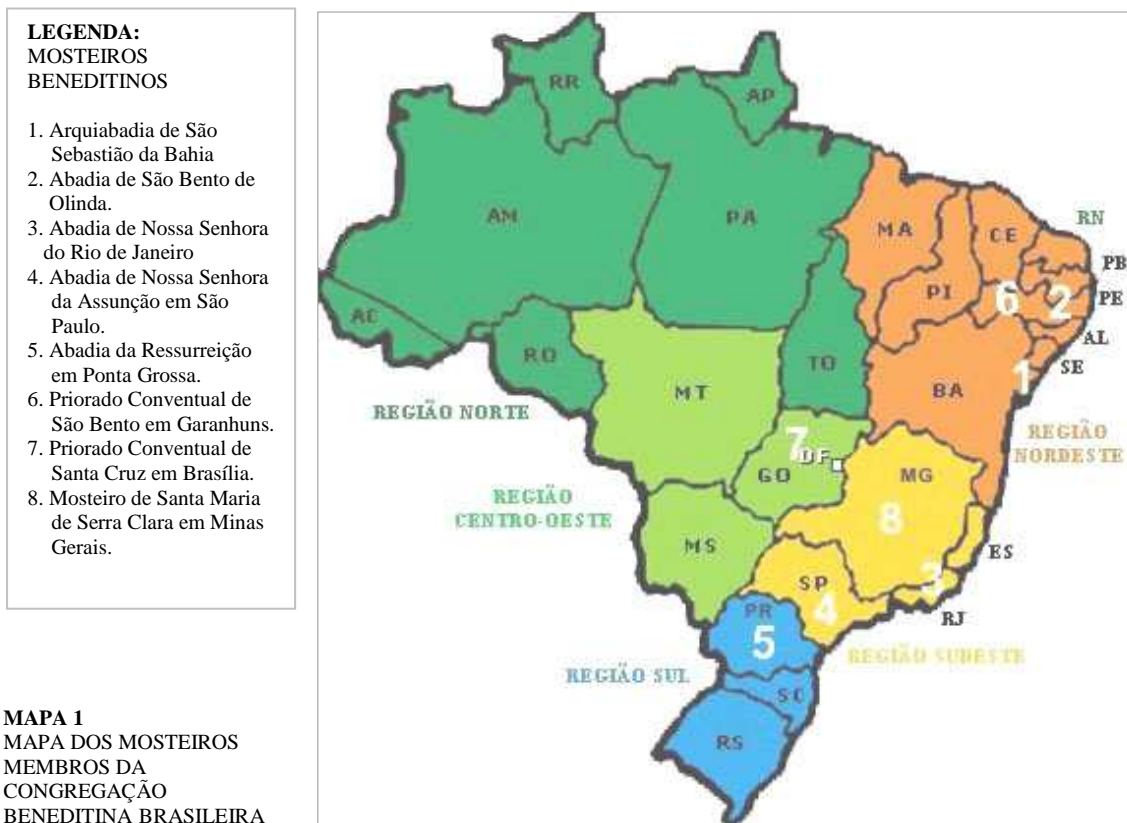 LEGENDA:
MOSTEIROS
BENEDITINOS
1. Arquiabadia de São
Sebastião da Bahia
2. Abadia de São Bento de
Olinda.
3. Abadia de Nossa Senhora
do Rio de Janeiro
4. Abadia de Nossa Senhora
da Assunção em São
Paulo.
5. Abadia da Ressurreição
em Ponta Grossa.
6. Priorado Conventual de
São Bento em Garanhuns.
7. Priorado Conventual de
Santa Cruz em Brasília.
8. Mosteiro de Santa Maria
de Serra Clara em Minas
Gerais.
MAPA 1
MAPA DOS MOSTEIROS
MEMBROS DA
CONGREGAÇÃO
BENEDITINA BRASILEIRA
RR
AP
AM
PA
MA
CE
RN
PB
PI
6
2
PE
AC
AL
RO
TO
SE
1
MT
BA
REGIÃO NORTE
REGIÃO
NORDESTE
7
DF
GO
MG
REGIÃO
CENTRO-OESTE
8
MS
ES
SP
3
4
RJ
PR
5
REGIÃO SUDESTE
REGIÃO SUL
SC
RS